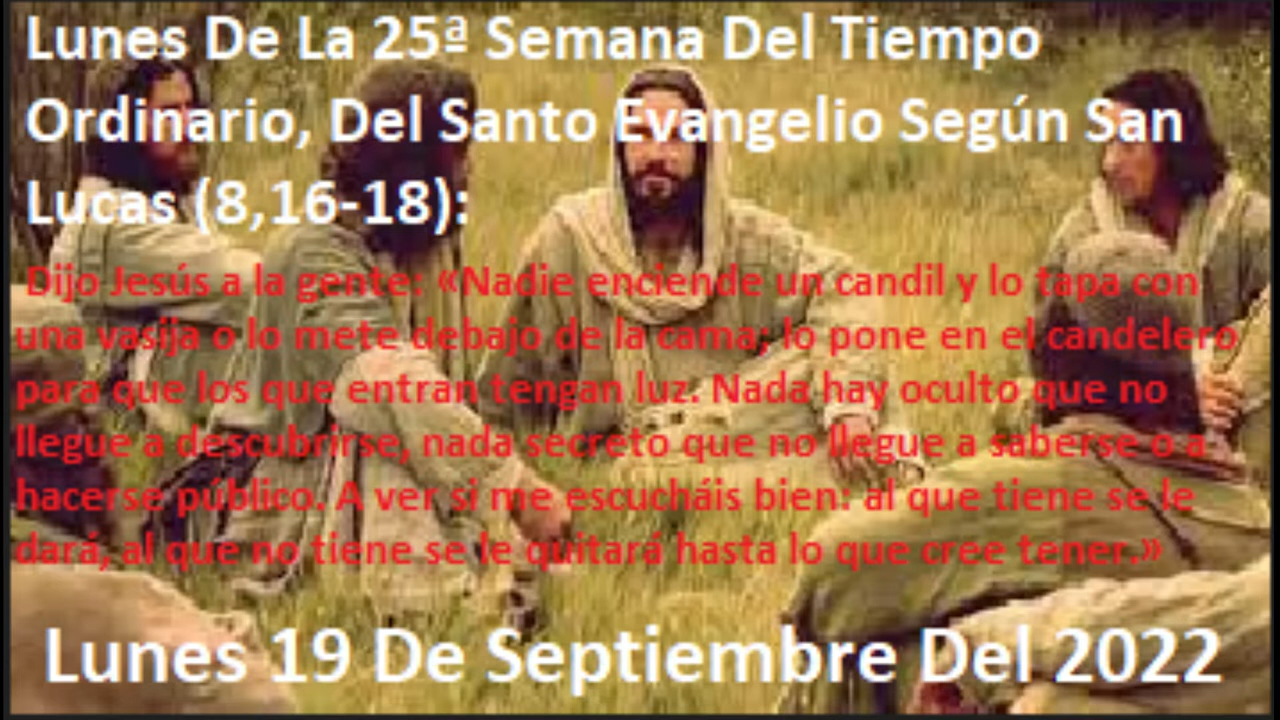 Lunes De La 25ª Semana Del Tiempo
Ordinario, Del Santo Evangelio Según San
Lucas (8,16-18):
Dijo Jesús a la gente: «Nadie enciende un candil y lo tapa con
una vasija o lo mete debajo de la cama; lo pone en el candelero
para que los que entran tengan luz. Nada hay oculto que no
llegue a descubrirse, nada secreto que no llegue a saberse o a
hacerse público. A ver si me escucháis bien: al que tiene se le
dará, al que no tiene se le quitará hasta lo que cree tener.»
Lunes 19 De Septiembre Del 2022